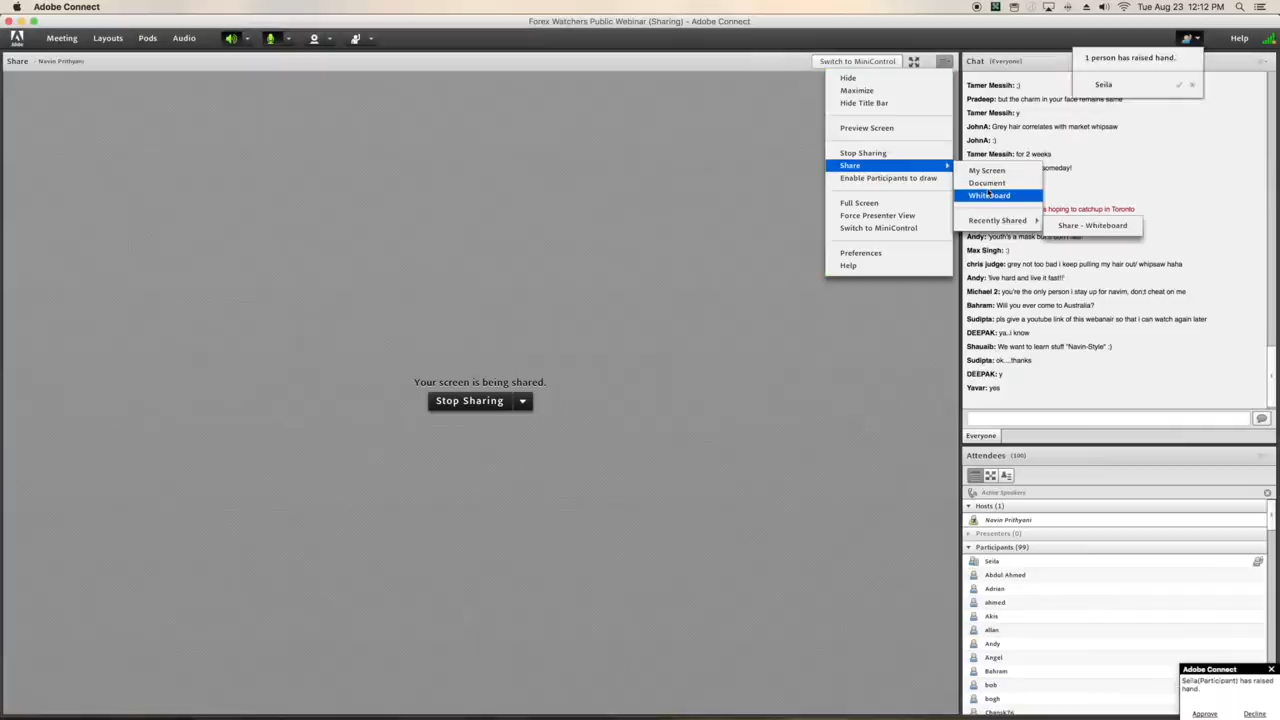 Adobe Connect
Tue Aug 23 12:12 PM
Forex Watchers Public Webinar (Sharing) - Adobe Connect
Adobe
Meeting Layouts Pods Audio
Help
Share - Navin Prithyani
Switch to MiniControl
Hide
Maximize
Hide Title Bar
Preview Screen
Stop Sharing
Share
Enable Participants to draw
Full Screen
Force Presenter View
Switch to MiniControl
Preferences
Help
My Screen
Document
Whiteboard
Recently Shared
Share - Whiteboard
Your screen is being shared.
Stop Sharing
1 person has raised hand.
Seila
Chat (Everyone)
Tamer Messih: ;)
Pradeep: but the charm in your face remains same
Tamer Messih: y
JohnA: Grey hair correlates with market whipsaw
JohnA: :)
Tamer Messih: for 2 weeks
someday!
s hoping to catchup in Toronto
Andy: 'youth's a mask but it don't last'
Max Singh: :)
chris judge: grey not too bad i keep pulling my hair out/ whipsaw haha
Andy: 'live hard and live it fast!!'
Michael 2: you're the only person i stay up for navim, don;t cheat on me
Bahram: Will you ever come to Australia?
Sudipta: pls give a youtube link of this webanair so that i can watch again later
DEEPAK: ya..i know
Shauaib: We want to learn stuff "Navin-Style" :)
Sudipta: ok....thanks
DEEPAK: y
Yavar: yes
Everyone
Attendees (100)
Active Speakers
Hosts (1)
Navin Prithyani
Presenters (0)
Participants (99)
Seila
Abdul Ahmed
Adrian
ahmed
Akis
allan
Andy
Angel
Bahram
bob
bogh
Adobe Connect
Seila(Participant) has raised
hand.
Approve Decline